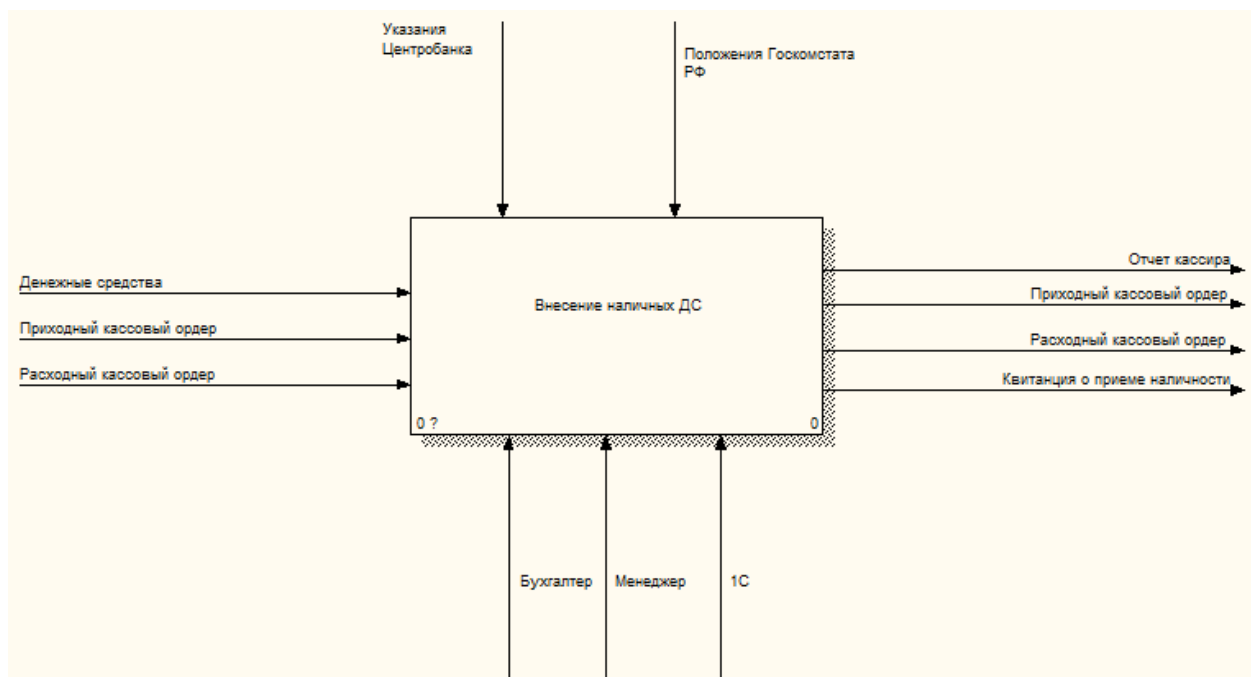 Указания
Центробанка
Положения Госкомстата
РФ
Денежные средства
Приходный кассовый ордер
Расходный кассовый ордер
Внесение наличных ДС
0 ?
0
Отчет кассира
Приходный кассовый ордер
Расходный кассовый ордер
Квитанция о приеме наличности
Бухгалтер
Менеджер
1С